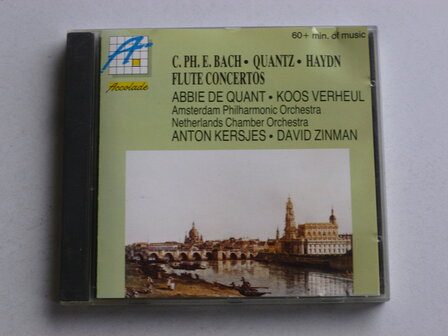 60+ min. of music
Accolade
C. PH. E. BACH • QUANTZ • HAYDN
FLUTE CONCERTOS
ABBIE DE QUANT • KOOS VERHEUL
Amsterdam Philharmonic Orchestra
Netherlands Chamber Orchestra
ANTON KERSJES • DAVID ZINMAN